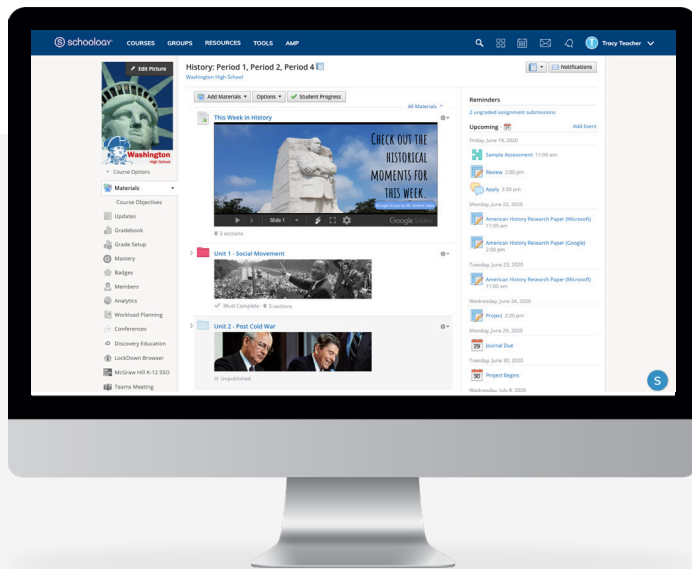 schoology
COURSES GROUPS RESOURCES TOOLS AMP
T Tracy Teacher
Edit Picture
Washington
High School
Course Options
Materials
Course Objectives
Updates
Gradebook
Grade Setup
Mastery
Badges
Members
Analytics
Workload Planning
Conferences
Discovery Education
LockDown Browser
McGraw Hill K-12 SSO
Teams Meeting
History: Period 1, Period 2, Period 4
Washington High School
Notifications
Add Materials Options Student Progress
All Materials
This Week in History
CHECK OUT THE
HISTORICAL
MOMENTS FOR
THIS WEEK.
Slide 1
Google Slides
3 sections
Unit 1 - Social Movement
Must Complete 3 sections
Unit 2 - Post Cold War
Unpublished
Reminders
2 ungraded assignment submissions
Upcoming Add Event
Friday, June 19, 2020
Sample Assessment 11:00 am
Review 2:00 pm
Apply 3:30 pm
Monday, June 22, 2020
American History Research Paper (Microsoft)
11:00 am
American History Research Paper (Google)
2:00 pm
Tuesday, June 23, 2020
American History Research Paper (Microsoft)
11:00 am
Wednesday, June 24, 2020
Project 2:20 pm
Monday, June 29, 2020
29 Journal Due
Tuesday, June 30, 2020
30 Project Begins
Wednesday, July 8, 2020
S